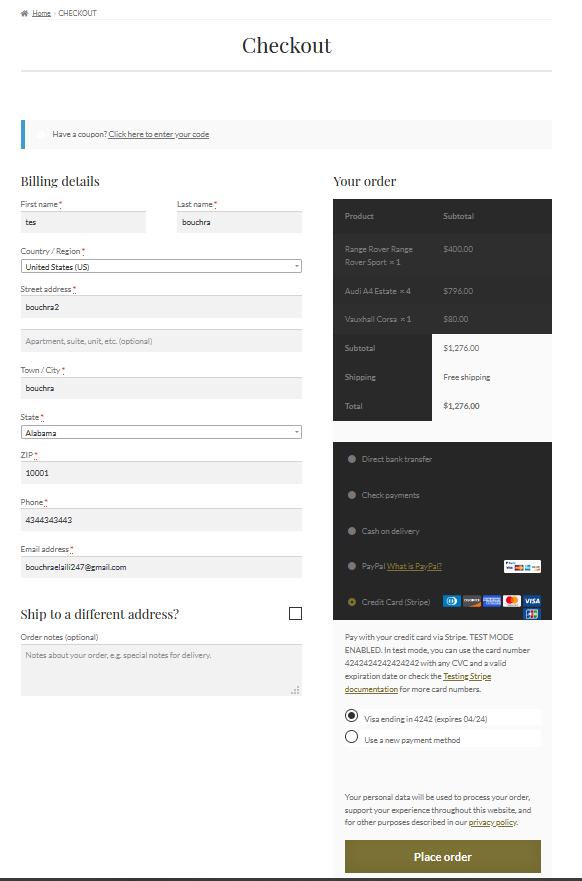 Home › CHECKOUT
Checkout
Have a coupon? Click here to enter your code
Billing details
First name *
Last name *
tes
bouchra
Country / Region *
United States (US)
Street address *
bouchra2
Apartment, suite, unit, etc. (optional)
Town / City *
bouchra
State *
Alabama
ZIP *
10001
Phone *
4344343443
Email address *
bouchraelaili247@gmail.com
Ship to a different address?
Order notes (optional)
Notes about your order, e.g. special notes for delivery.
Your order
Product Subtotal
Range Rover Range $400.00
Rover Sport × 1
Audi A4 Estate × 4 $796.00
Vauxhall Corsa × 1 $80.00
Subtotal $1,276.00
Shipping Free shipping
Total $1,276.00
Direct bank transfer
Check payments
Cash on delivery
PayPal What is PayPal?
Credit Card (Stripe)
VISA
JCB
Pay with your credit card via Stripe. TEST MODE
ENABLED. In test mode, you can use the card number
4242424242424242 with any CVC and a valid
expiration date or check the Testing Stripe
documentation for more card numbers.
Visa ending in 4242 (expires 04/24)
Use a new payment method
Your personal data will be used to process your order,
support your experience throughout this website, and
for other purposes described in our privacy policy.
Place order